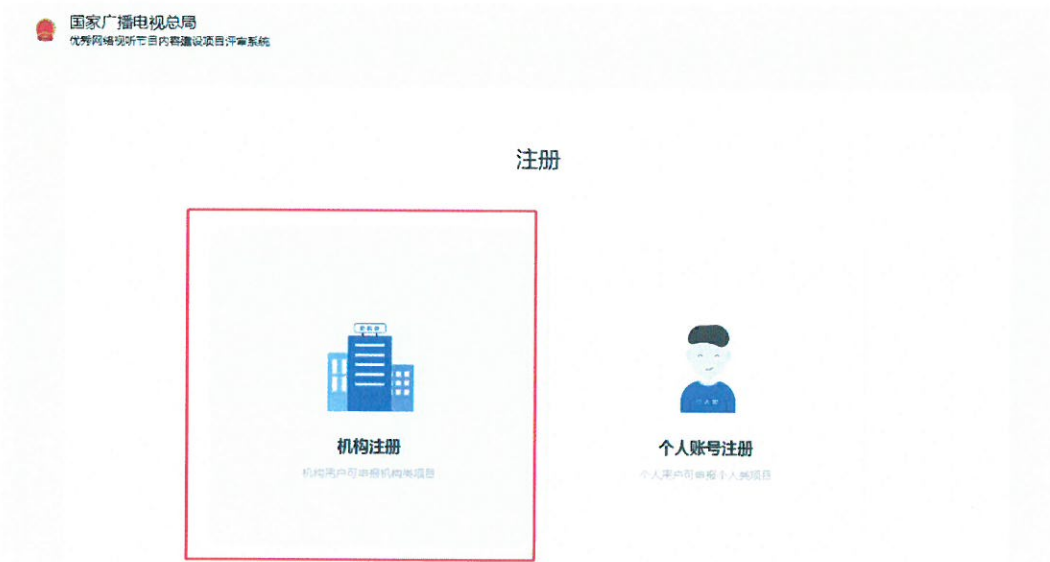 国家广播电视总局
优秀网络视听节目内容建设项目评审系统
注册
机构注册
机构用户可申报机构类项目
个人账号注册
个人用户可申报个人类项目